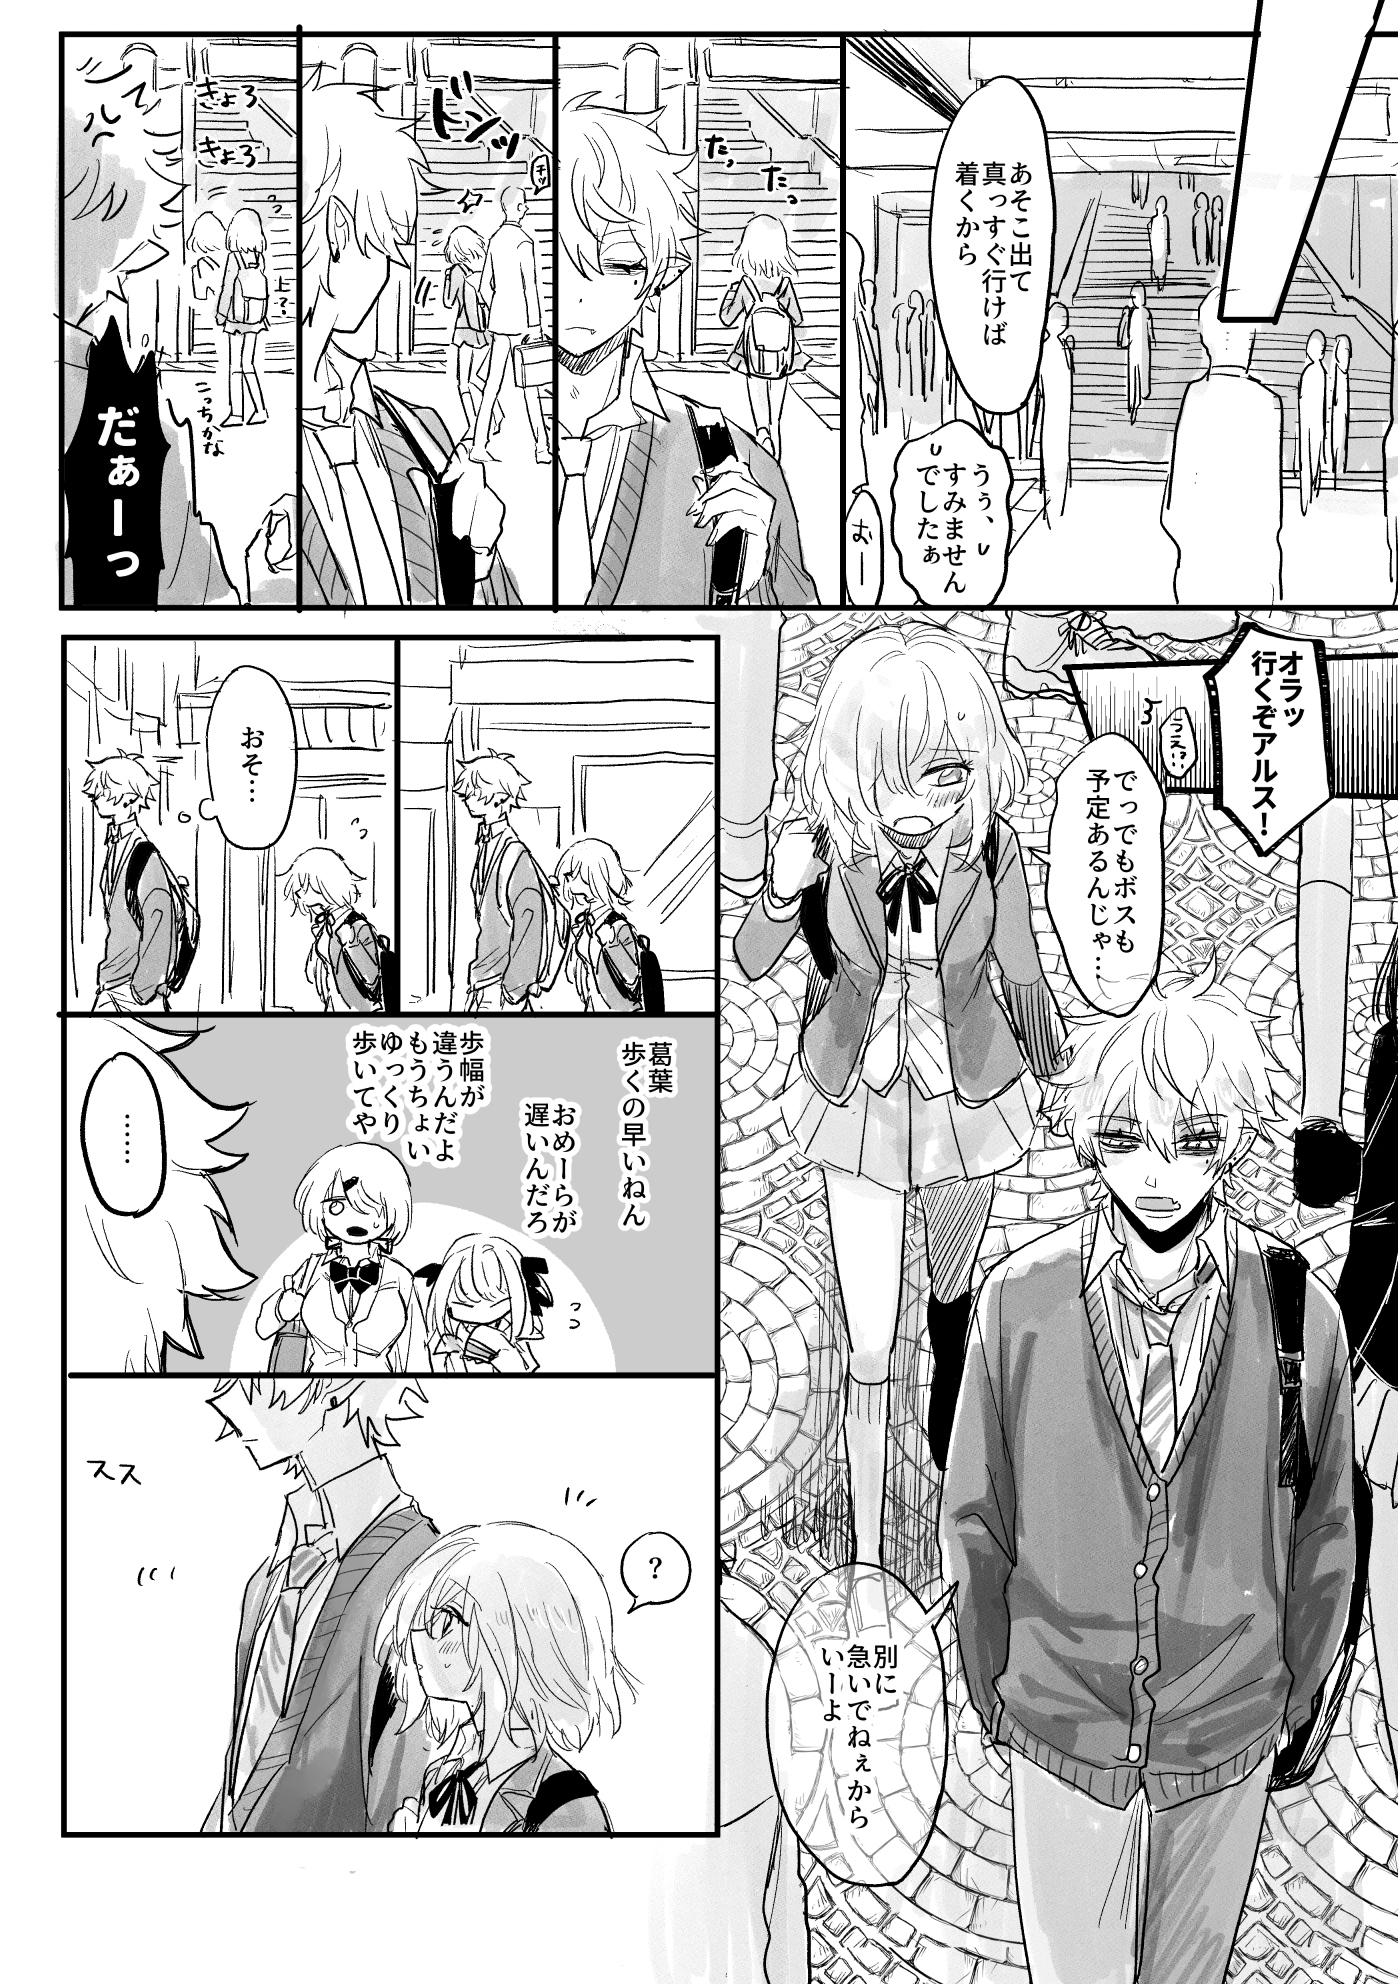 あそこ出て
真っすぐ行けば
着くから
うぅ、
すみません
でしたぁ
おー
たっ
たっ
ドンッ
チッ
きょろ
きょろ
上?
こっちかな
だぁーっ
オラッ
行くぞアルス!
うえ?
でっでもボスも
予定あるんじゃ…
別に
急いでねぇから
いーよ
おそ…
葛葉
歩くの早いねん
おめーらが
遅いんだろ
歩幅が
違うんだよ
もうちょい
ゆっくり
歩いてや
……
スス
?